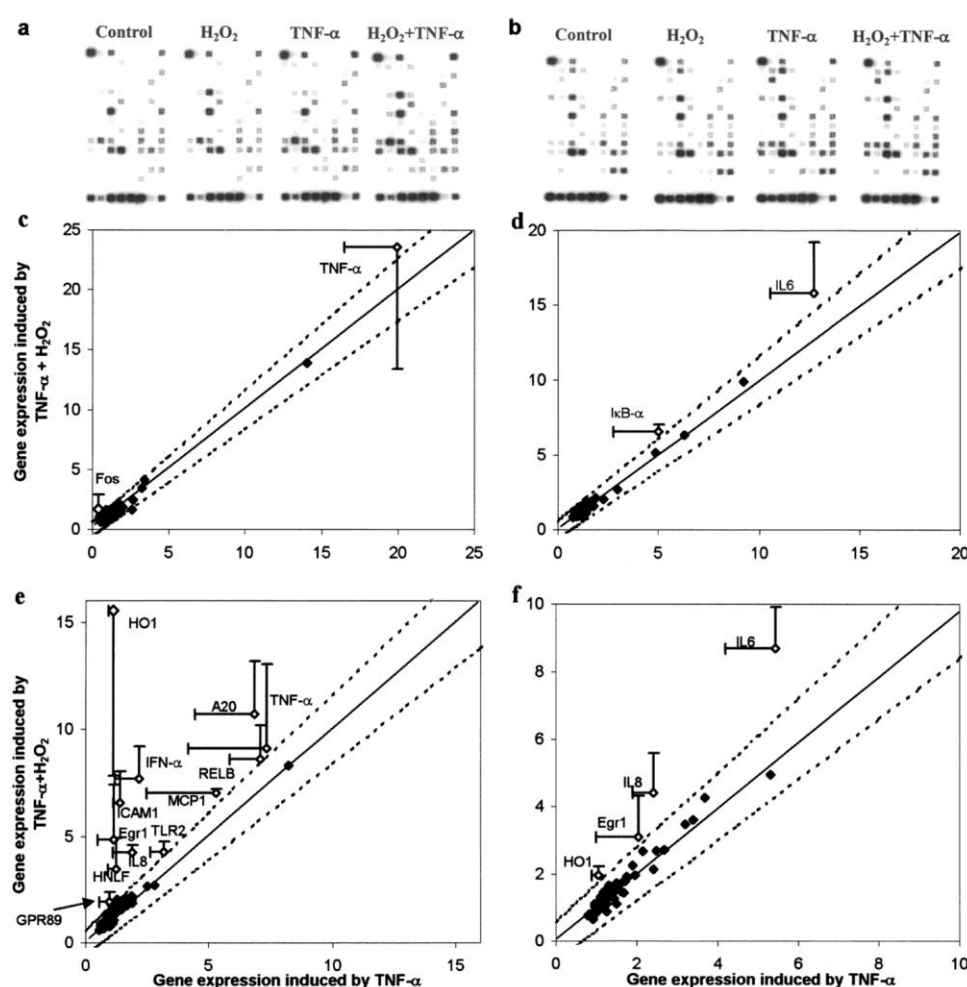 a
Control H₂O₂ TNF-α H₂O₂+TNF-α
b
Control H₂O₂ TNF-α H₂O₂+TNF-α
c
Gene expression induced by
TNF-α + H₂O₂
25
20
15
10
5
0
TNF-α
Fos
0 5 10 15 20 25
d
20
15
10
5
0
IL6
IκB-α
0 5 10 15 20
e
Gene expression induced by
TNF-α+H₂O₂
15
10
5
0
HO1
A20
TNF-α
IFN-α
RELB
ICAM1
MCP1
Egr1
TLR2
IL8
HNLF
GPR89
0 5 10 15
Gene expression induced by TNF-α
f
10
8
6
4
2
0
IL6
IL8
Egr1
HO1
0 2 4 6 8 10
Gene expression induced by TNF-α